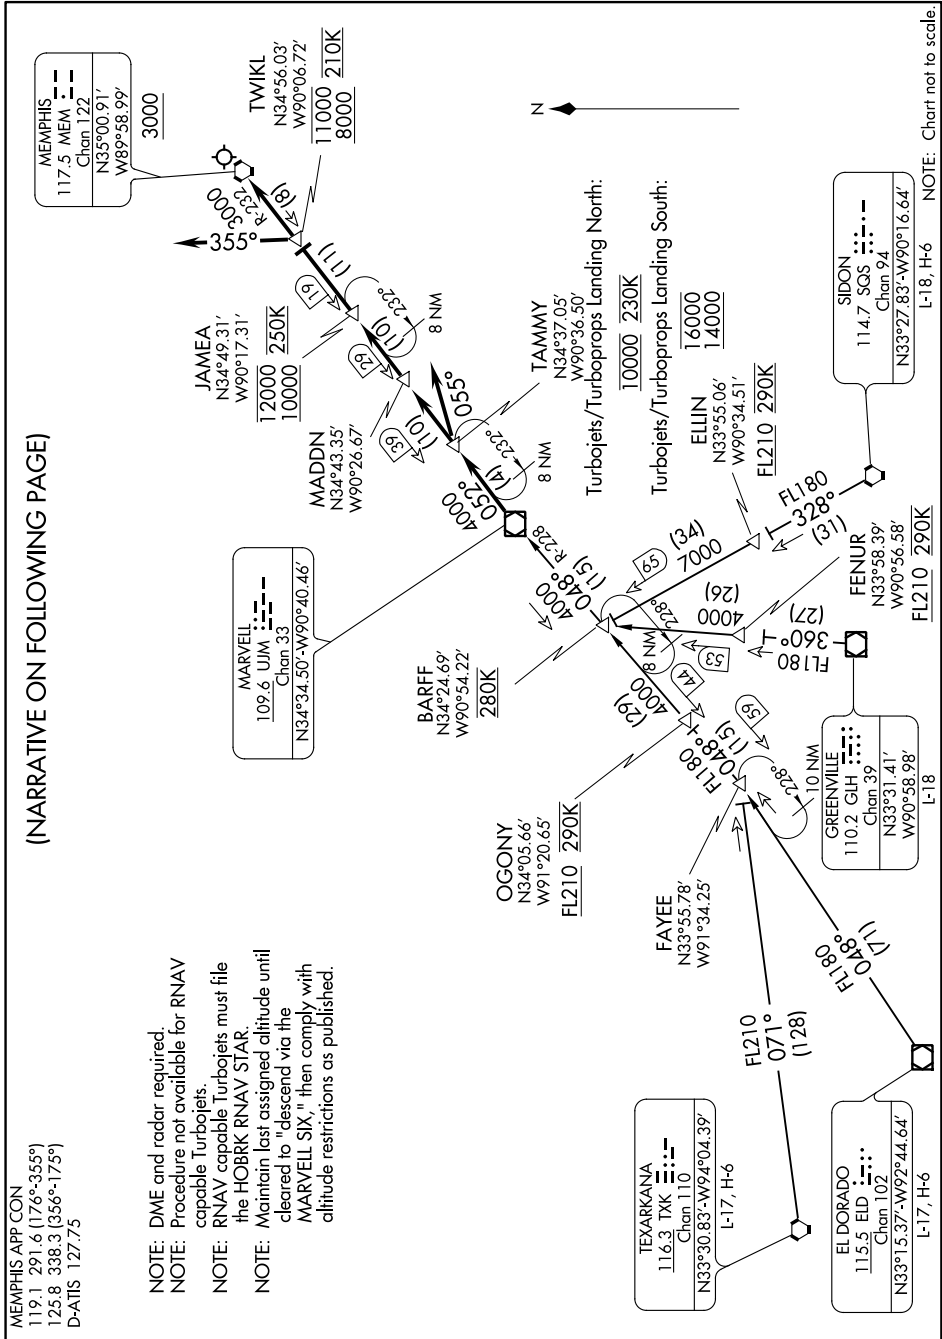 (NARRATIVE ON FOLLOWING PAGE)
MEMPHIS APP CON
119.1 291.6 (176°-355°)
125.8 338.3 (356°-175°)
D-ATIS 127.75
NOTE: DME and radar required.
NOTE: Procedure not available for RNAV
capable Turbojets.
NOTE: RNAV capable Turbojets must file
the HOBRK RNAV STAR.
NOTE: Maintain last assigned altitude until
cleared to "descend via the
MARVELL SIX," then comply with
altitude restrictions as published.
MEMPHIS
117.5 MEM
Chan 122
N35°00.91'
W89°58.99'
3000
TWIKL
N34°56.03'
W90°06.72'
11000 210K
8000
R-232
3000
(8)
355°
(11)
19
JAMEA
N34°49.31'
W90°17.31'
12000 250K
10000
232°
8 NM
(10)
29
MADDN
N34°43.35'
W90°26.67'
(10)
39
055°
TAMMY
N34°37.05'
W90°36.50'
Turbojets/Turboprops Landing North:
10000 230K
Turbojets/Turboprops Landing South:
16000
14000
232°
8 NM
(4)
052°
4000
MARVELL
109.6 UJM
Chan 33
N34°34.50'-W90°40.46'
R-228
(15)
048°
4000
BARFF
N34°24.69'
W90°54.22'
280K
228°
8 NM
65
(34)
7000
ELLIN
N33°55.06'
W90°34.51'
FL210 290K
FL180
328°
(31)
SIDON
114.7 SQS
Chan 94
N33°27.83'-W90°16.64'
L-18, H-6
(26)
4000
53
FENUR
N33°58.39'
W90°56.58'
FL210 290K
(27)
360°
FL180
GREENVILLE
110.2 GLH
Chan 39
N33°31.41'
W90°58.98'
L-18
(29)
4000
44
OGONY
N34°05.66'
W91°20.65'
FL210 290K
FL180
048°
(15)
59
228°
10 NM
FAYEE
N33°55.78'
W91°34.25'
FL180
048°
(71)
FL210
071°
(128)
TEXARKANA
116.3 TXK
Chan 110
N33°30.83'-W94°04.39'
L-17, H-6
EL DORADO
115.5 ELD
Chan 102
N33°15.37'-W92°44.64'
L-17, H-6
N
NOTE: Chart not to scale.